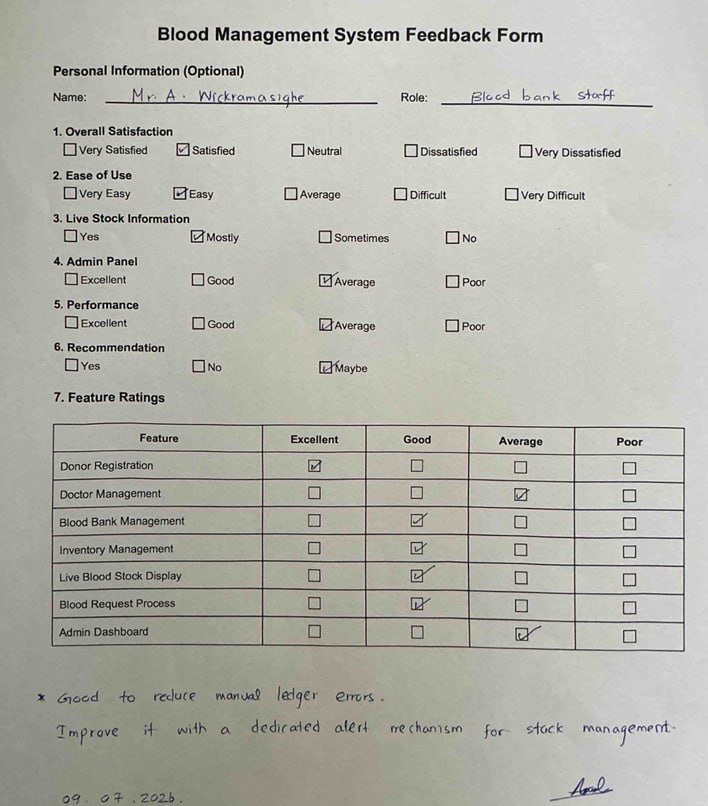 Blood Management System Feedback Form
Personal Information (Optional)
Name: Mr. A. Wickramasighe Role: Blood bank staff
1. Overall Satisfaction
☐ Very Satisfied ☑ Satisfied ☐ Neutral ☐ Dissatisfied ☐ Very Dissatisfied
2. Ease of Use
☐ Very Easy ☑ Easy ☐ Average ☐ Difficult ☐ Very Difficult
3. Live Stock Information
☐ Yes ☑ Mostly ☐ Sometimes ☐ No
4. Admin Panel
☐ Excellent ☐ Good ☑ Average ☐ Poor
5. Performance
☐ Excellent ☐ Good ☑ Average ☐ Poor
6. Recommendation
☐ Yes ☐ No ☑ Maybe
7. Feature Ratings
Feature Excellent Good Average Poor
Donor Registration ☑ ☐ ☐ ☐
Doctor Management ☐ ☐ ☑ ☐
Blood Bank Management ☐ ☑ ☐ ☐
Inventory Management ☐ ☑ ☐ ☐
Live Blood Stock Display ☐ ☑ ☐ ☐
Blood Request Process ☐ ☑ ☐ ☐
Admin Dashboard ☐ ☐ ☑ ☐
* Good to reduce manual ledger errors.
Improve it with a dedicated alert mechanism for stock management.
09. 07. 2026.